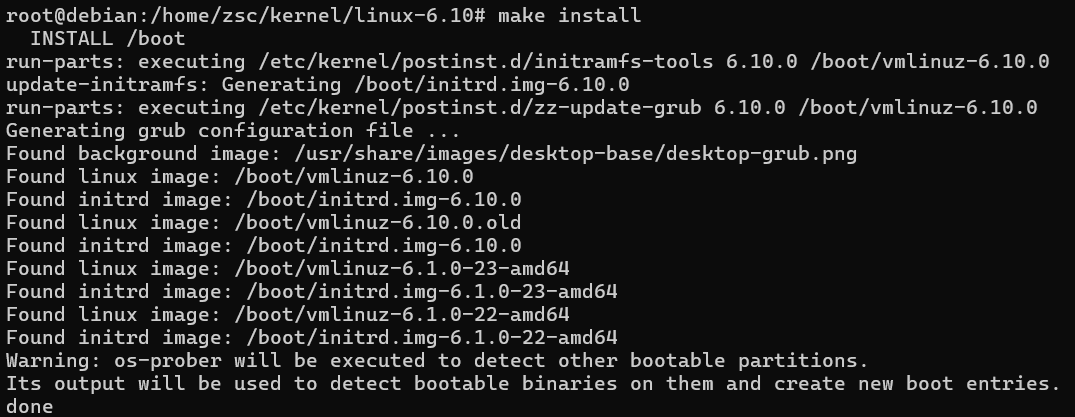 root@debian:/home/zsc/kernel/linux-6.10# make install
  INSTALL /boot
run-parts: executing /etc/kernel/postinst.d/initramfs-tools 6.10.0 /boot/vmlinuz-6.10.0
update-initramfs: Generating /boot/initrd.img-6.10.0
run-parts: executing /etc/kernel/postinst.d/zz-update-grub 6.10.0 /boot/vmlinuz-6.10.0
Generating grub configuration file ...
Found background image: /usr/share/images/desktop-base/desktop-grub.png
Found linux image: /boot/vmlinuz-6.10.0
Found initrd image: /boot/initrd.img-6.10.0
Found linux image: /boot/vmlinuz-6.10.0.old
Found initrd image: /boot/initrd.img-6.10.0
Found linux image: /boot/vmlinuz-6.1.0-23-amd64
Found initrd image: /boot/initrd.img-6.1.0-23-amd64
Found linux image: /boot/vmlinuz-6.1.0-22-amd64
Found initrd image: /boot/initrd.img-6.1.0-22-amd64
Warning: os-prober will be executed to detect other bootable partitions.
Its output will be used to detect bootable binaries on them and create new boot entries.
done